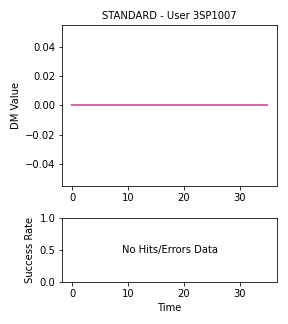 STANDARD - User 3SP1007
0.04
0.02
0.00
−0.02
−0.04
DM Value
0 10 20 30
1.0
0.5
0.0
Success Rate
No Hits/Errors Data
0 10 20 30
Time